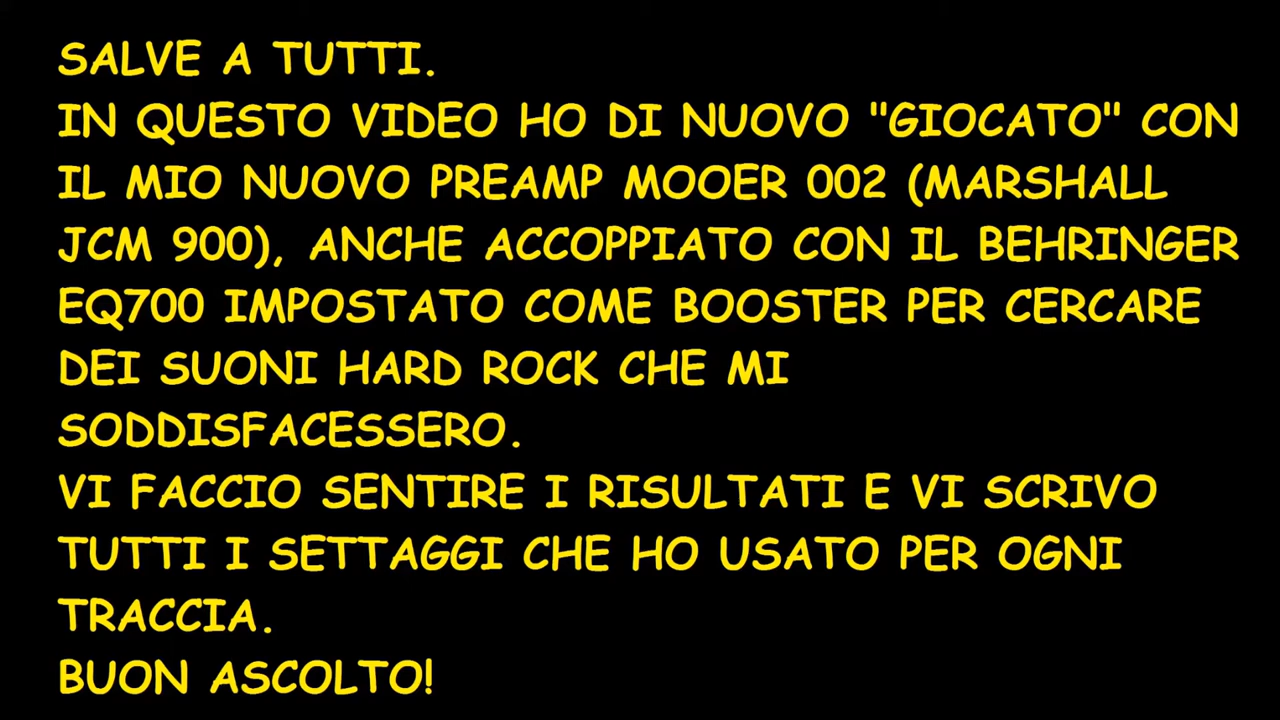 SALVE A TUTTI.
IN QUESTO VIDEO HO DI NUOVO "GIOCATO" CON
IL MIO NUOVO PREAMP MOOER 002 (MARSHALL
JCM 900), ANCHE ACCOPPIATO CON IL BEHRINGER
EQ700 IMPOSTATO COME BOOSTER PER CERCARE
DEI SUONI HARD ROCK CHE MI
SODDISFACESSERO.
VI FACCIO SENTIRE I RISULTATI E VI SCRIVO
TUTTI I SETTAGGI CHE HO USATO PER OGNI
TRACCIA.
BUON ASCOLTO!